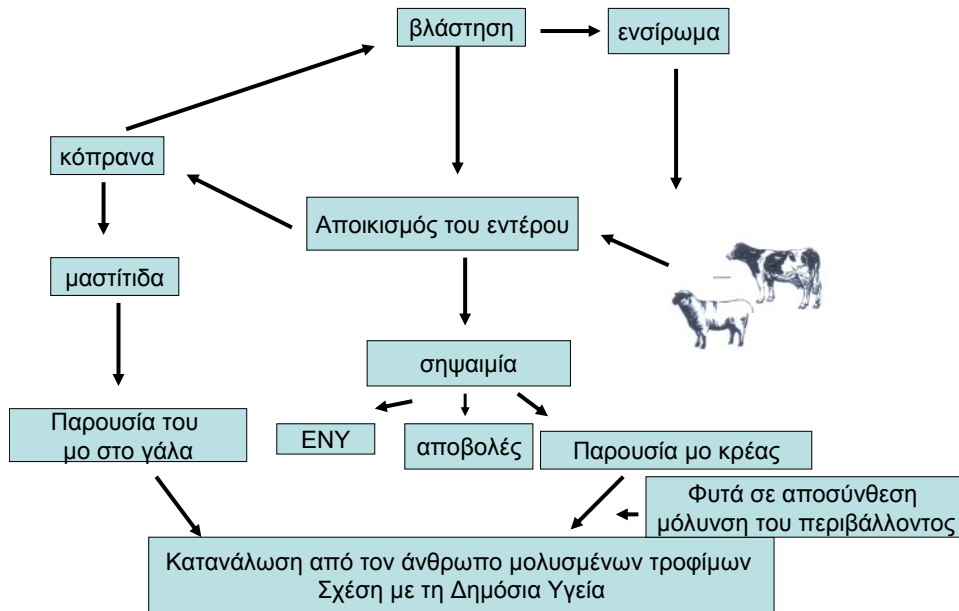 βλάστηση
ενσίρωμα
κόπρανα
Αποικισμός του εντέρου
μαστίτιδα
σηψαιμία
Παρουσία του
μο στο γάλα
ΕΝΥ
αποβολές
Παρουσία μο κρέας
Φυτά σε αποσύνθεση
μόλυνση του περιβάλλοντος
Κατανάλωση από τον άνθρωπο μολυσμένων τροφίμων
Σχέση με τη Δημόσια Υγεία